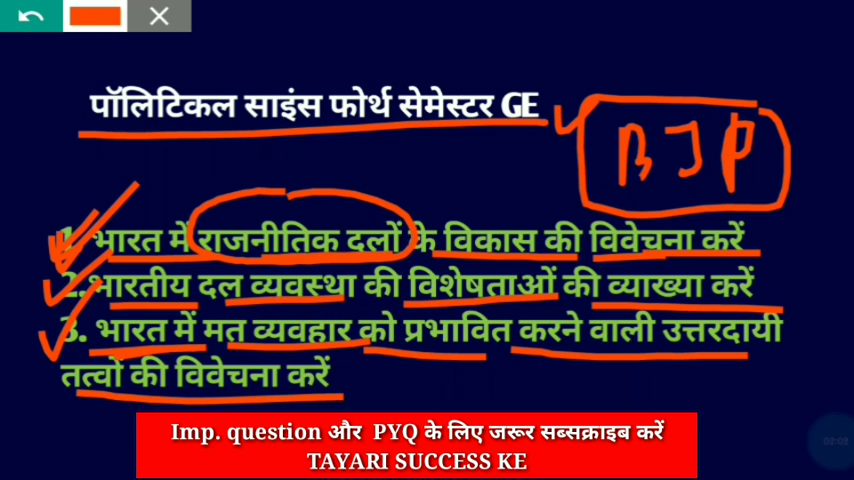 पॉलिटिकल साइंस फोर्थ सेमेस्टर GE
BJP
1. भारत में राजनीतिक दलों के विकास की विवेचना करें
2.भारतीय दल व्यवस्था की विशेषताओं की व्याख्या करें
3. भारत में मत व्यवहार को प्रभावित करने वाली उत्तरदायी
तत्वों की विवेचना करें
Imp. question और PYQ के लिए जरूर सब्सक्राइब करें
TAYARI SUCCESS KE
02:02